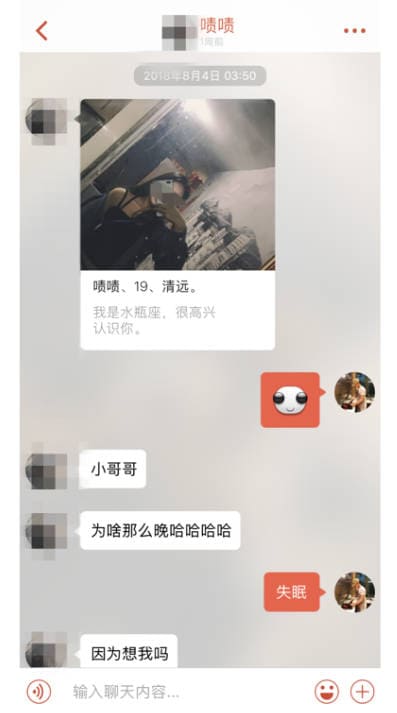 啧啧
1周前
2018年8月4日 03:50
啧啧、19、清远。
我是水瓶座，很高兴
认识你。
小哥哥
为啥那么晚哈哈哈哈
失眠
因为想我吗
输入聊天内容...